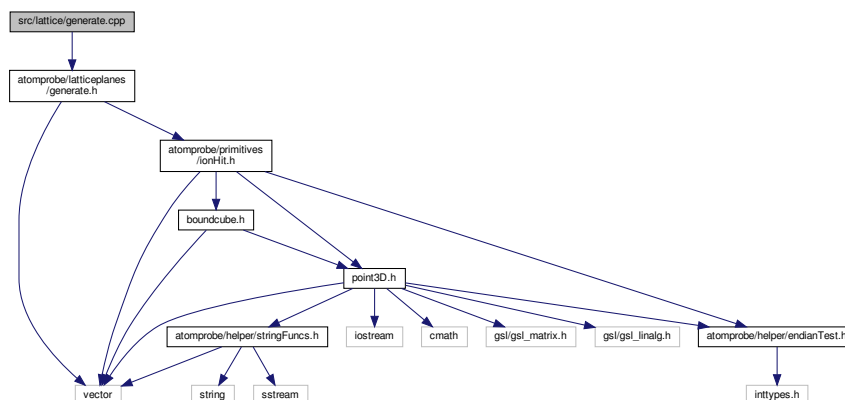 src/lattice/generate.cpp
atomprobe/latticeplanes
/generate.h
atomprobe/primitives
/ionHit.h
boundcube.h
point3D.h
atomprobe/helper/stringFuncs.h
iostream
cmath
gsl/gsl_matrix.h
gsl/gsl_linalg.h
atomprobe/helper/endianTest.h
vector
string
sstream
inttypes.h